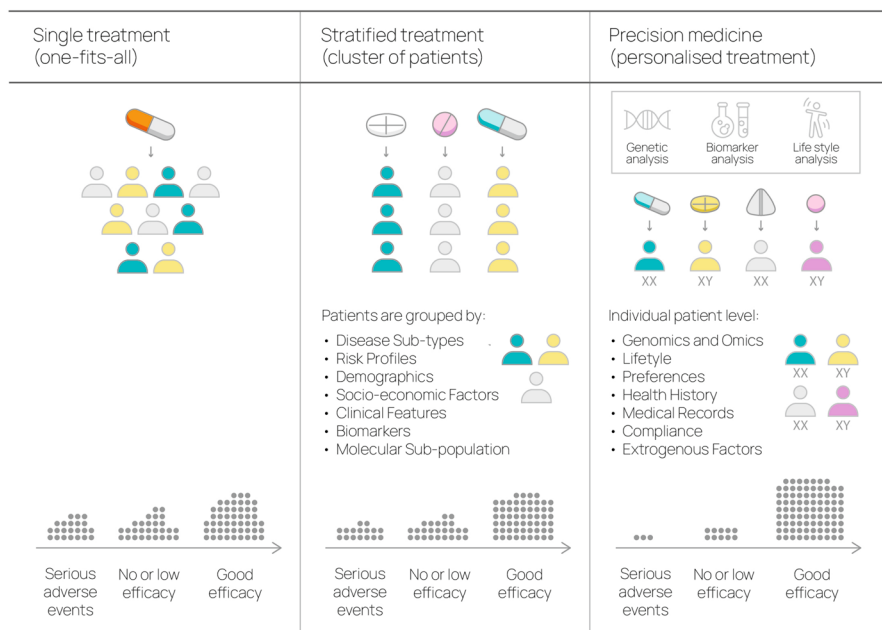 Single treatment
(one-fits-all)
Stratified treatment
(cluster of patients)
Precision medicine
(personalised treatment)
Genetic
analysis
Biomarker
analysis
Life style
analysis
XX
XY
XX
XY
Patients are grouped by:
• Disease Sub-types
• Risk Profiles
• Demographics
• Socio-economic Factors
• Clinical Features
• Biomarkers
• Molecular Sub-population
Individual patient level:
• Genomics and Omics
• Lifetyle
• Preferences
• Health History
• Medical Records
• Compliance
• Extrogenous Factors
XX
XY
XX
XY
Serious
adverse
events
No or low
efficacy
Good
efficacy
Serious
adverse
events
No or low
efficacy
Good
efficacy
Serious
adverse
events
No or low
efficacy
Good
efficacy